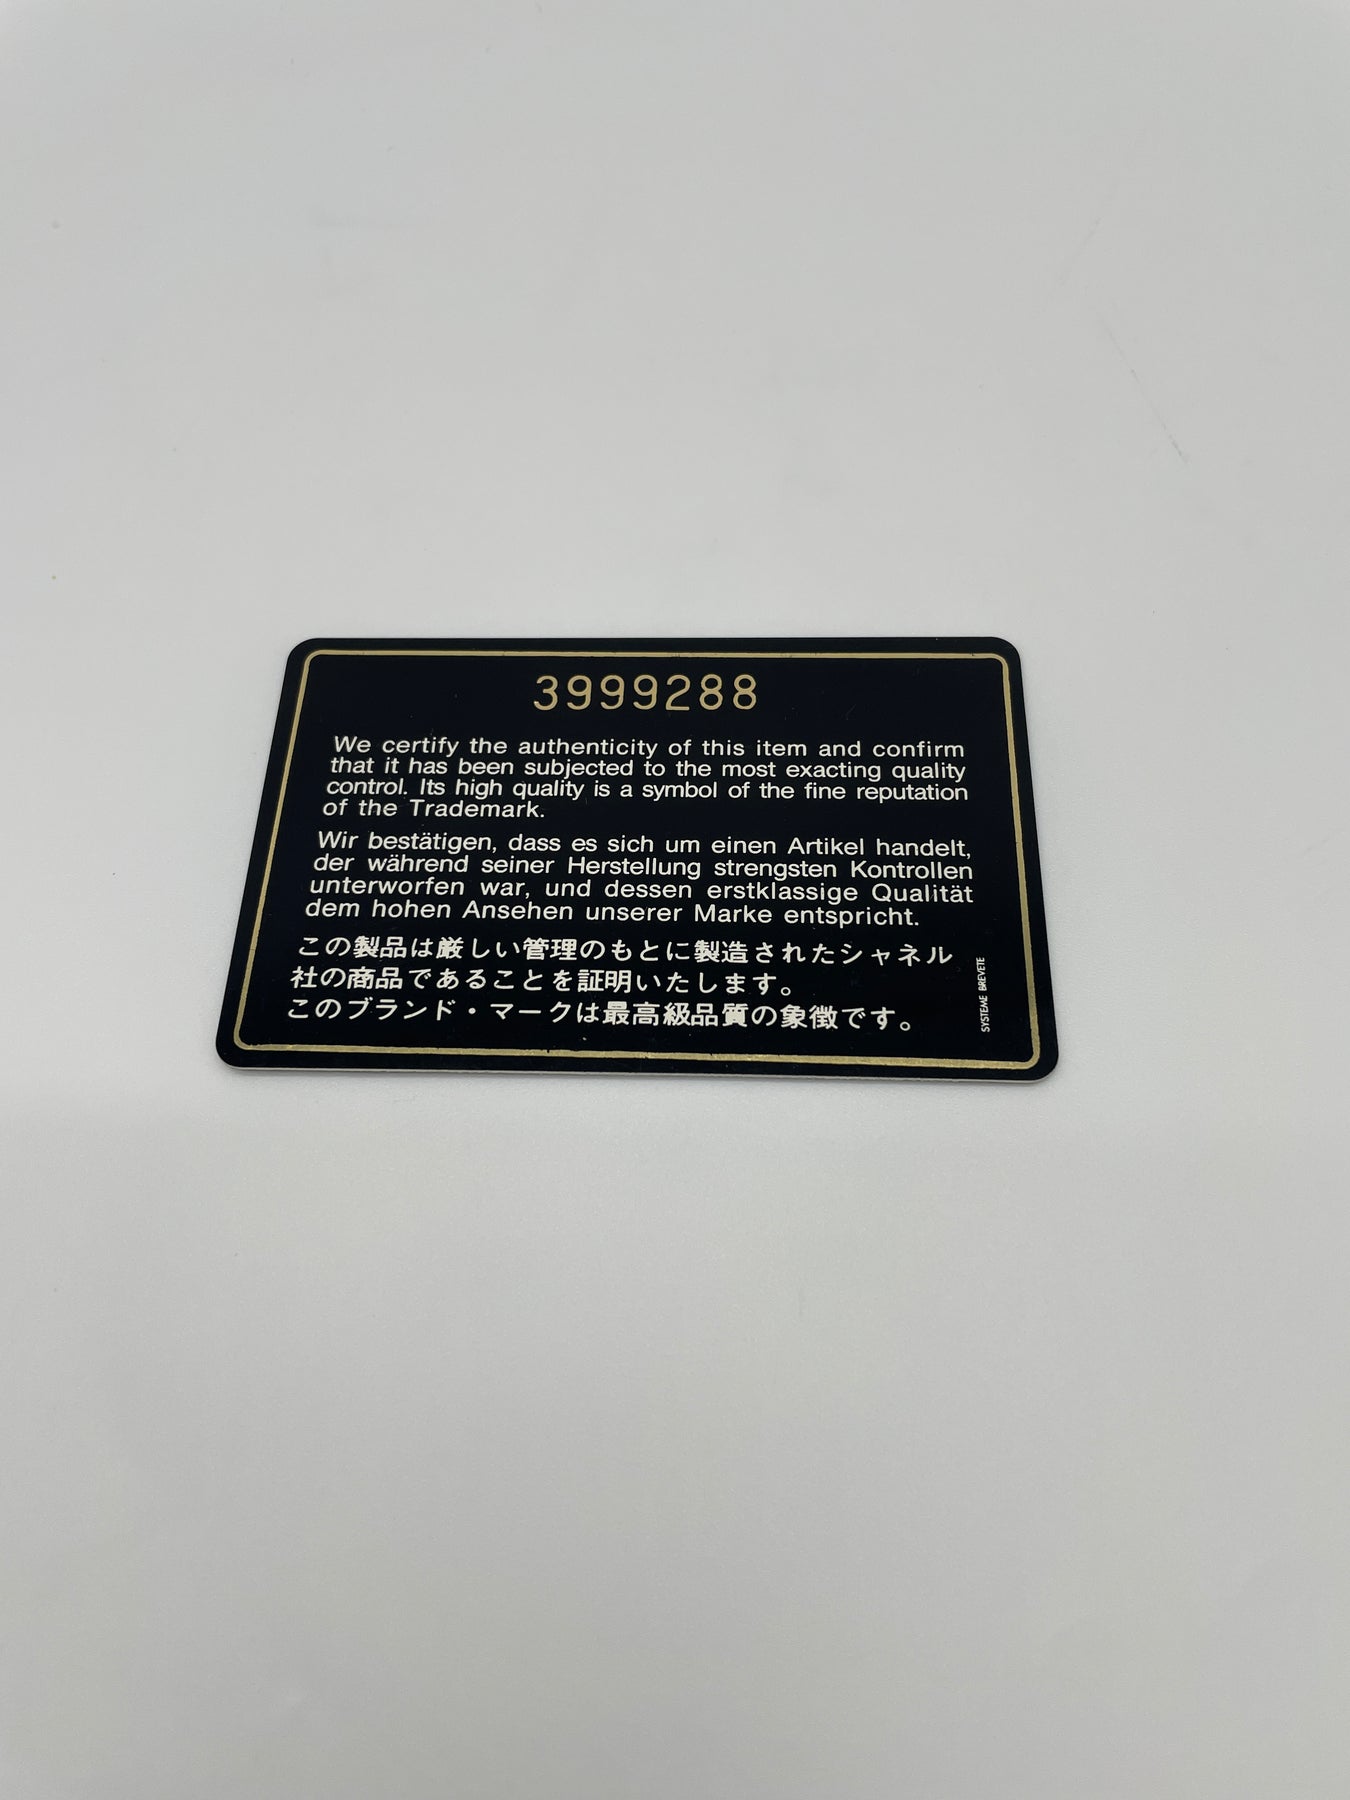 3999288
We certify the authenticity of this item and confirm
that it has been subjected to the most exacting quality
control. Its high quality is a symbol of the fine reputation
of the Trademark.
Wir bestätigen, dass es sich um einen Artikel handelt,
der während seiner Herstellung strengsten Kontrollen
unterworfen war, und dessen erstklassige Qualität
dem hohen Ansehen unserer Marke entspricht.
この製品は厳しい管理のもとに製造されたシャネル
社の商品であることを証明いたします。
このブランド・マークは最高級品質の象徴です。
SYSTEME BREVETE